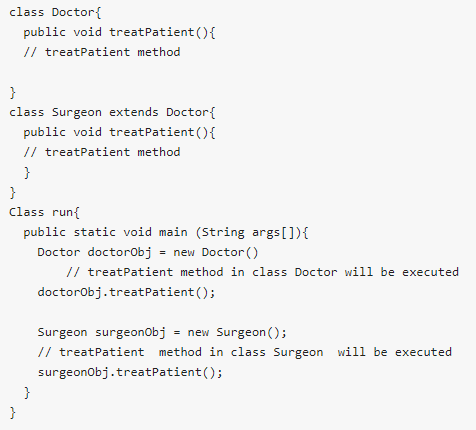 class Doctor{
  public void treatPatient(){
  // treatPatient method

}
class Surgeon extends Doctor{
  public void treatPatient(){
  // treatPatient method
  }
}
Class run{
  public static void main (String args[]){
    Doctor doctorObj = new Doctor()
        // treatPatient method in class Doctor will be executed
    doctorObj.treatPatient();

    Surgeon surgeonObj = new Surgeon();
    // treatPatient  method in class Surgeon  will be executed
    surgeonObj.treatPatient();
  }
}